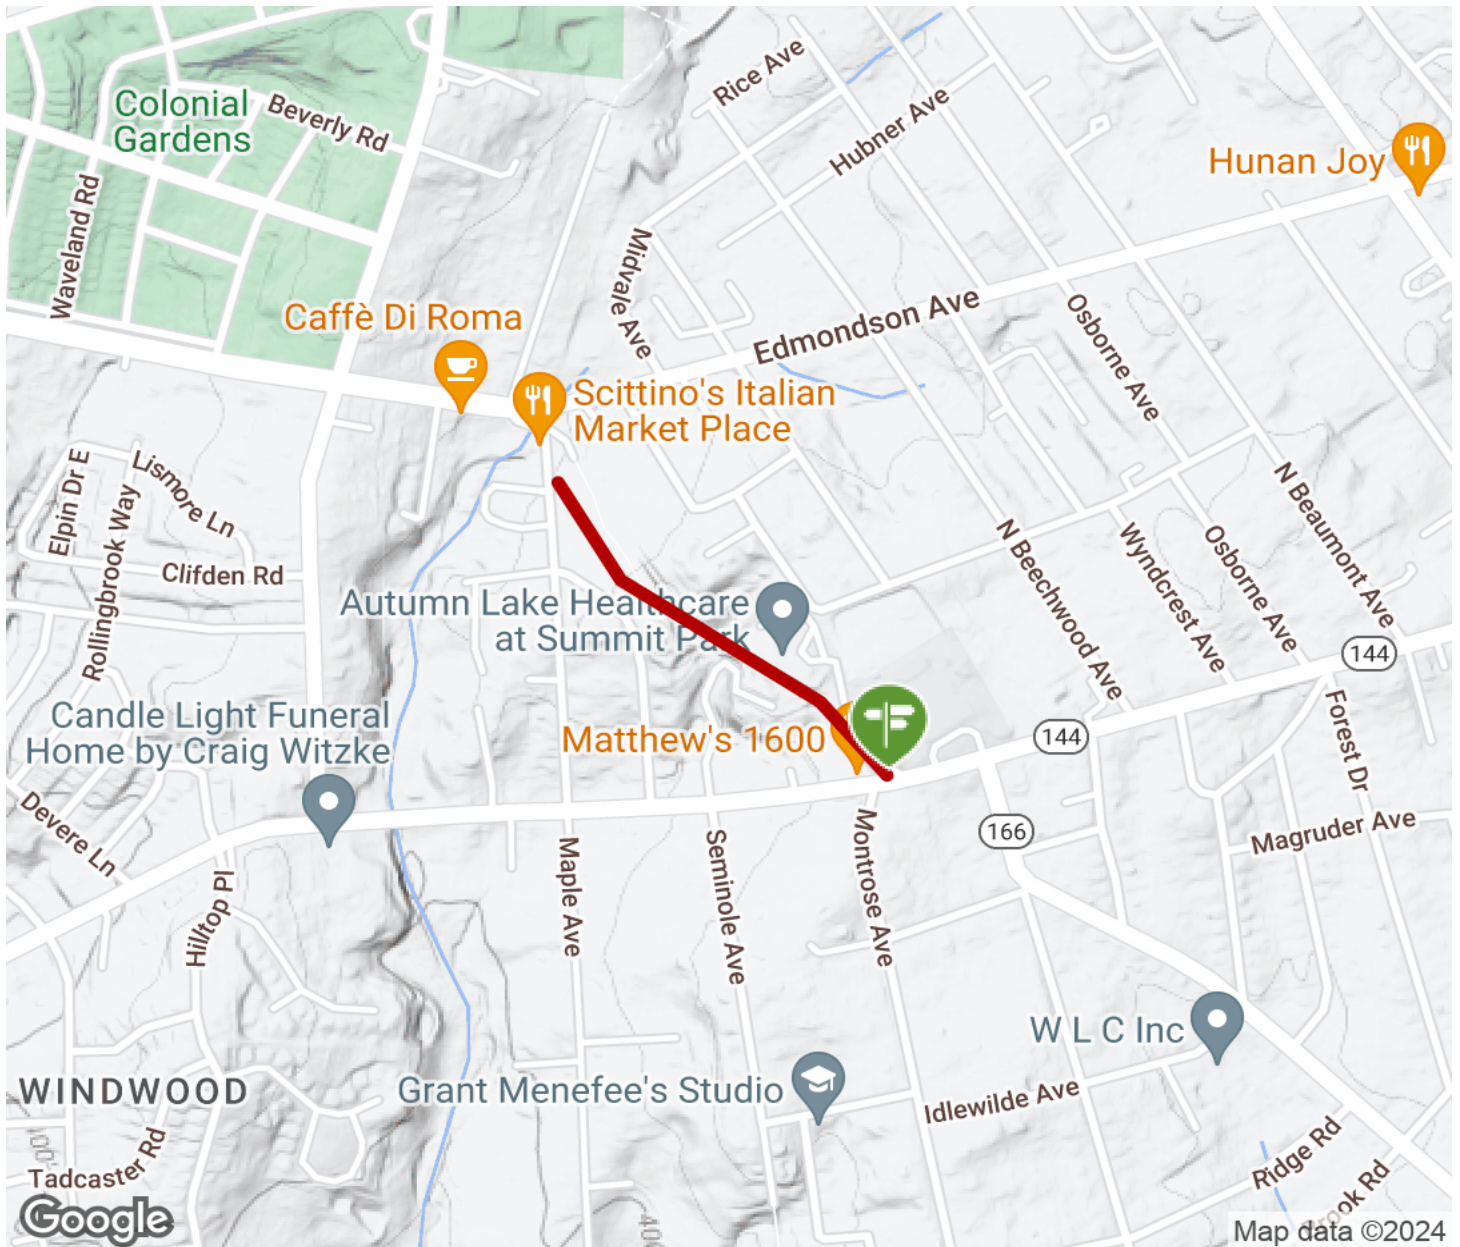 Rice Ave
Colonial
Gardens
Beverly Rd
Hubner Ave
Hunan Joy
Waveland Rd
Midvale Ave
Caffè Di Roma
Edmondson Ave
Osborne Ave
Scittino's Italian
Market Place
Elpin Dr E
Lismore Ln
Rollingbrook Way
N Beaumont Ave
Clifden Rd
N Beechwood Ave
Wyndcrest Ave
Osborne Ave
Autumn Lake Healthcare
at Summit Park
144
Candle Light Funeral
Home by Craig Witzke
Matthew's 1600
144
Forest Dr
Devere Ln
166
Magruder Ave
Hilltop Pl
Maple Ave
Seminole Ave
Montrose Ave
W L C Inc
WINDWOOD
Grant Menefee's Studio
Idlewilde Ave
Tadcaster Rd
Ridge Rd
Google
Map data ©2024